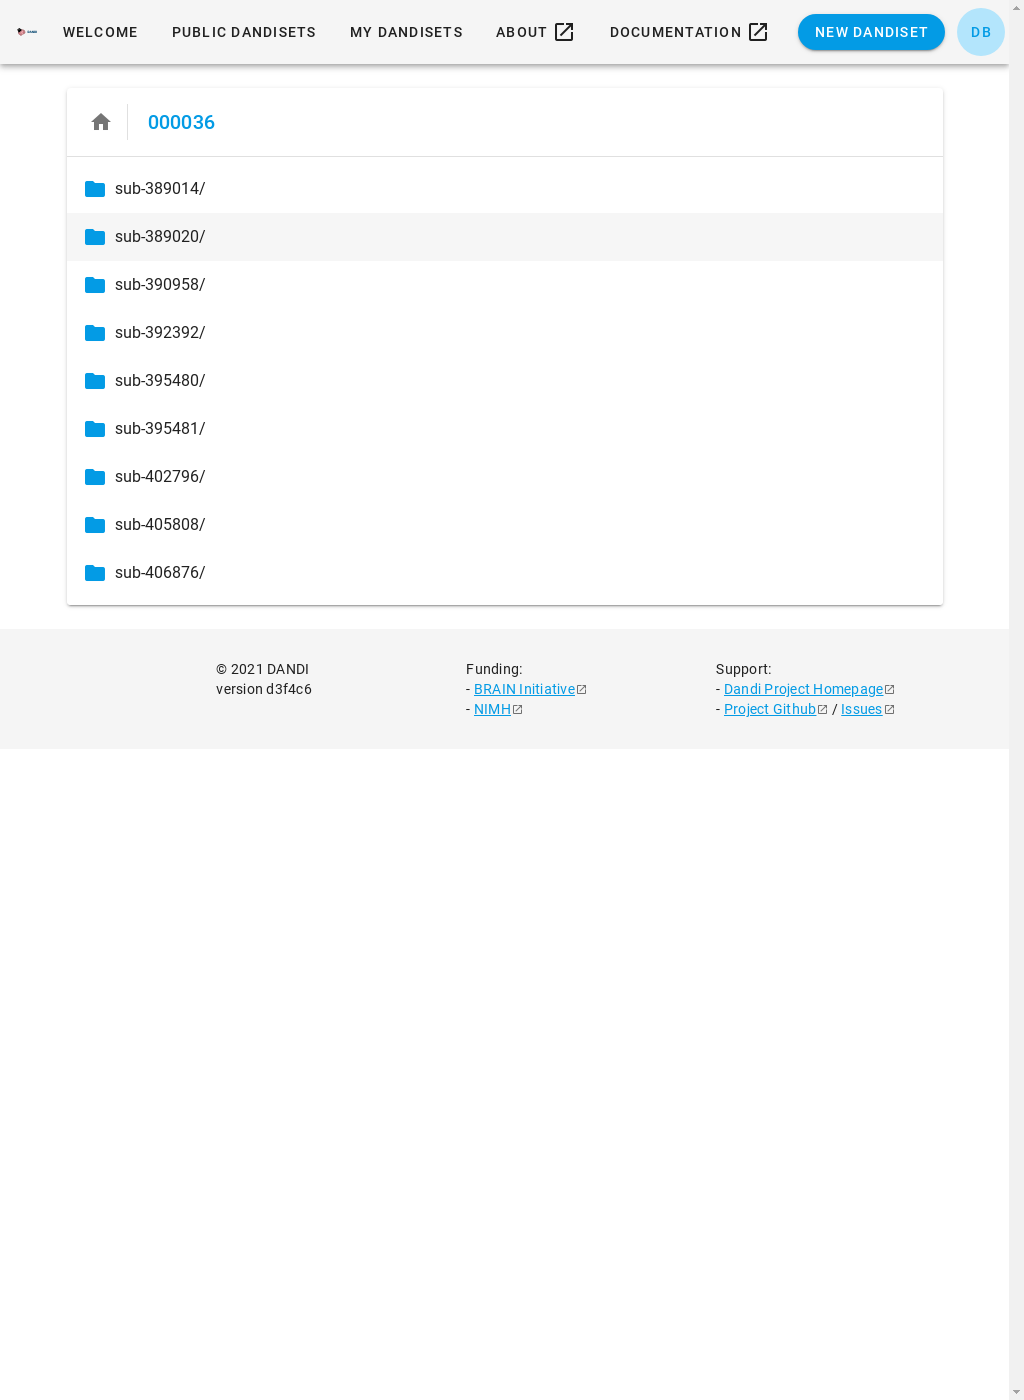 WELCOME PUBLIC DANDISETS MY DANDISETS ABOUT DOCUMENTATION NEW DANDISET DB
000036
sub-389014/
sub-389020/
sub-390958/
sub-392392/
sub-395480/
sub-395481/
sub-402796/
sub-405808/
sub-406876/
© 2021 DANDI
version d3f4c6
Funding:
- BRAIN Initiative
- NIMH
Support:
- Dandi Project Homepage
- Project Github / Issues